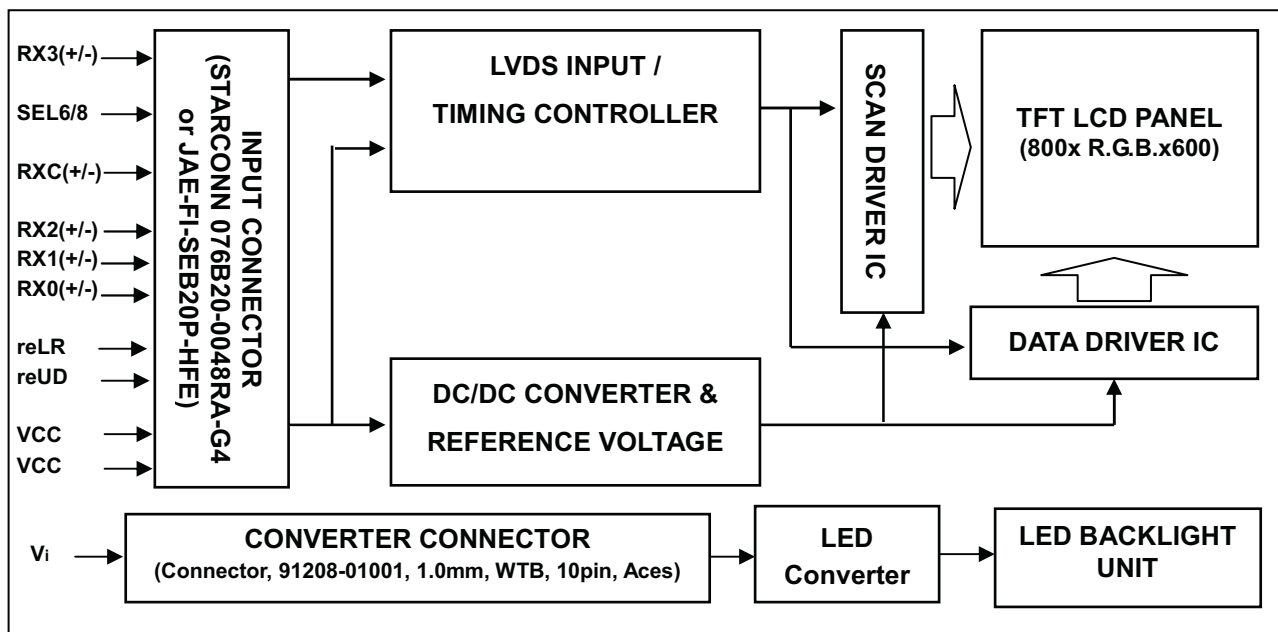 RX3(+/-)
SEL6/8
RXC(+/-)
RX2(+/-)
RX1(+/-)
RX0(+/-)
reLR
reUD
VCC
VCC
INPUT CONNECTOR
(STARCONN 076B20-0048RA-G4
or JAE-FI-SEB20P-HFE)
LVDS INPUT /
TIMING CONTROLLER
DC/DC CONVERTER &
REFERENCE VOLTAGE
SCAN DRIVER IC
TFT LCD PANEL
(800x R.G.B.x600)
DATA DRIVER IC
Vi
CONVERTER CONNECTOR
(Connector, 91208-01001, 1.0mm, WTB, 10pin, Aces)
LED
Converter
LED BACKLIGHT
UNIT